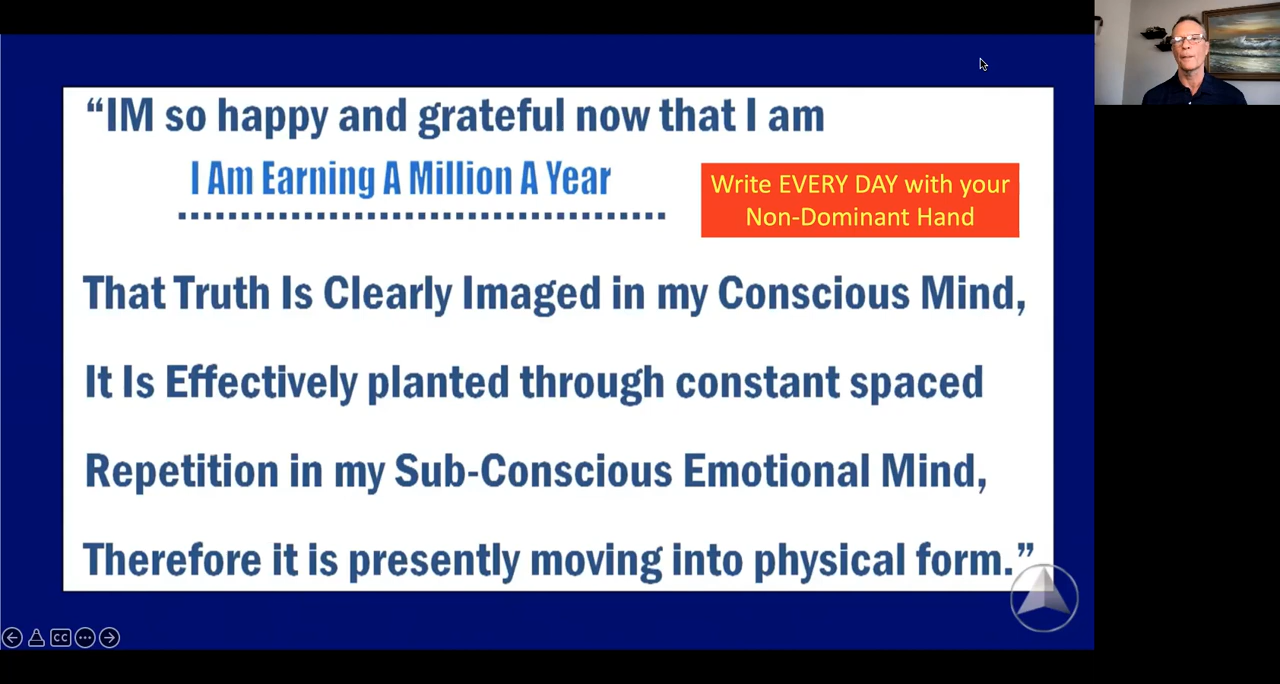 “IM so happy and grateful now that I am
I Am Earning A Million A Year
Write EVERY DAY with your
Non-Dominant Hand
That Truth Is Clearly Imaged in my Conscious Mind,
It Is Effectively planted through constant spaced
Repetition in my Sub-Conscious Emotional Mind,
Therefore it is presently moving into physical form.”
CC